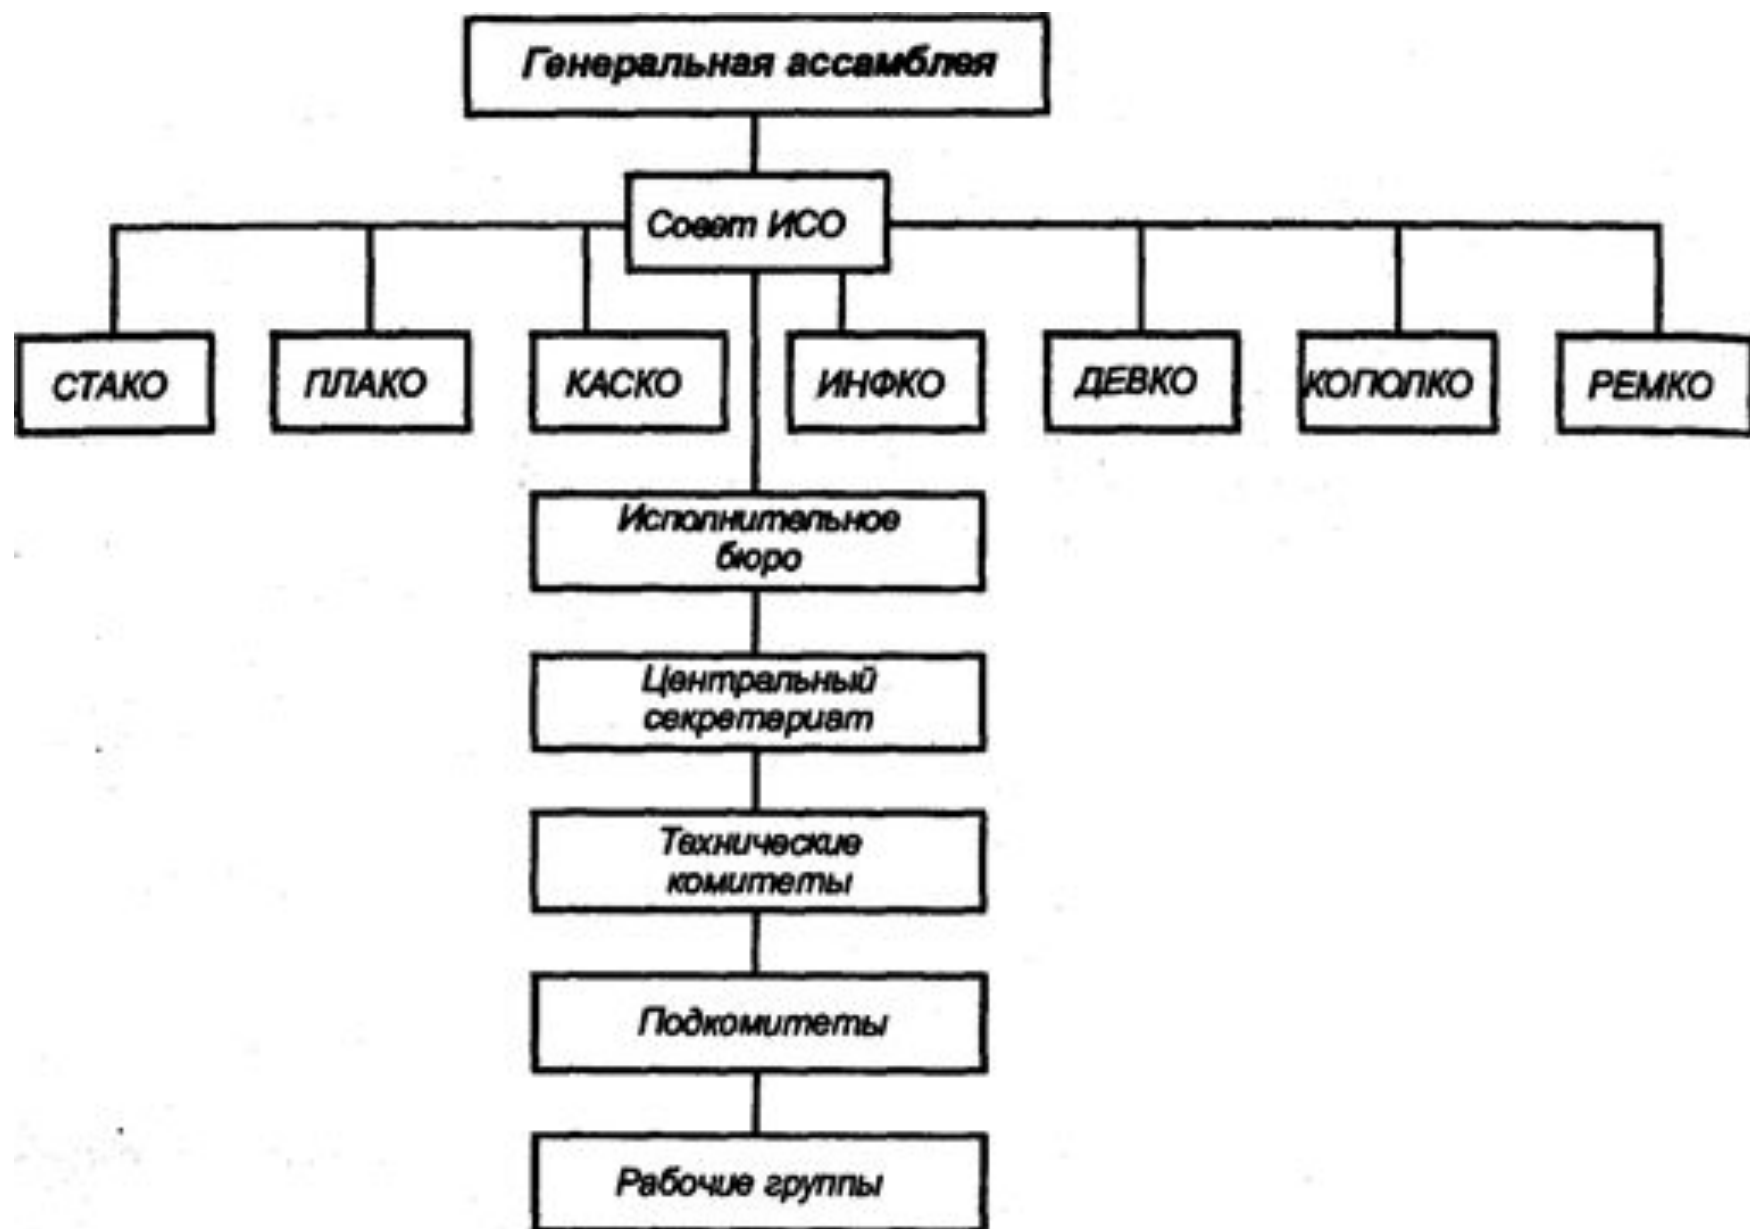 Генеральная ассамблея
Совет ИСО
СТАКО
ПЛАКО
КАСКО
ИНФКО
ДЕВКО
КОПОЛКО
РЕМКО
Исполнительное
бюро
Центральный
секретериат
Технические
комитеты
Подкомитеты
Рабочие группы